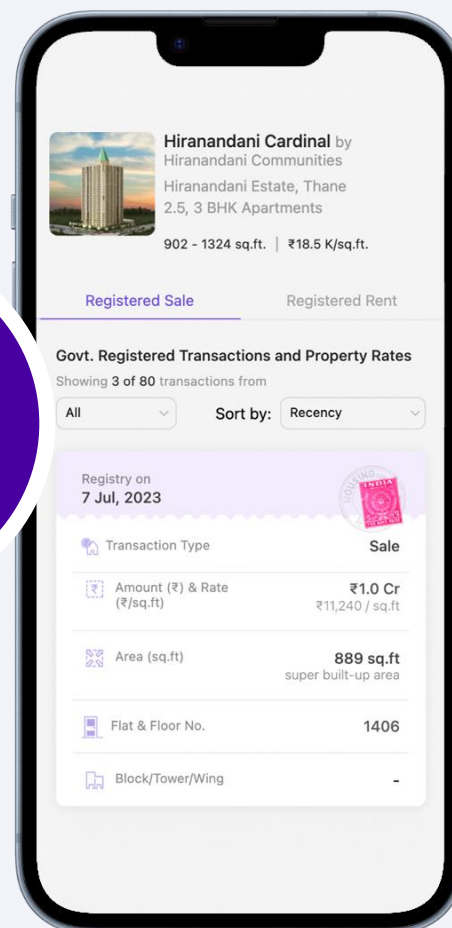 Hiranandani Cardinal by
Hiranandani Communities
Hiranandani Estate, Thane
2.5, 3 BHK Apartments
902 - 1324 sq.ft. | ₹18.5 K/sq.ft.
Registered Sale Registered Rent
Govt. Registered Transactions and Property Rates
Showing 3 of 80 transactions from
All Sort by: Recency
Registry on
7 Jul, 2023
HOUSING
INDIA
Transaction Type Sale
Amount (₹) & Rate ₹1.0 Cr
(₹/sq.ft) ₹11,240 / sq.ft
Area (sq.ft) 889 sq.ft
super built-up area
Flat & Floor No. 1406
Block/Tower/Wing -